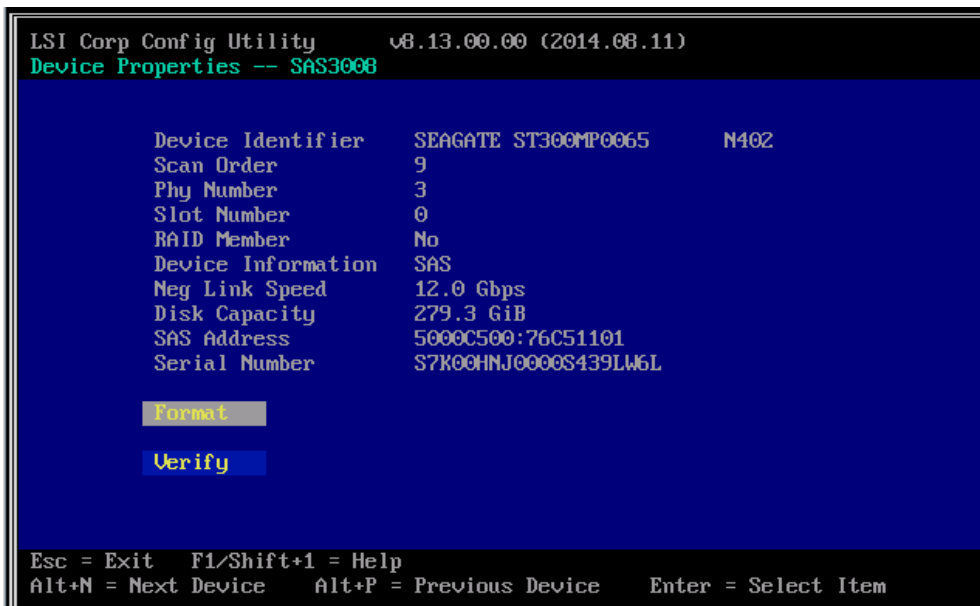 LSI Corp Config Utility v8.13.00.00 (2014.08.11)
Device Properties -- SAS3008
Device Identifier SEAGATE ST300MP0065 N402
Scan Order 9
Phy Number 3
Slot Number 0
RAID Member No
Device Information SAS
Neg Link Speed 12.0 Gbps
Disk Capacity 279.3 GiB
SAS Address 5000C500:76C51101
Serial Number S7K00HNJ0000S439LW6L
Format
Verify
Esc = Exit F1/Shift+1 = Help
Alt+N = Next Device Alt+P = Previous Device Enter = Select Item